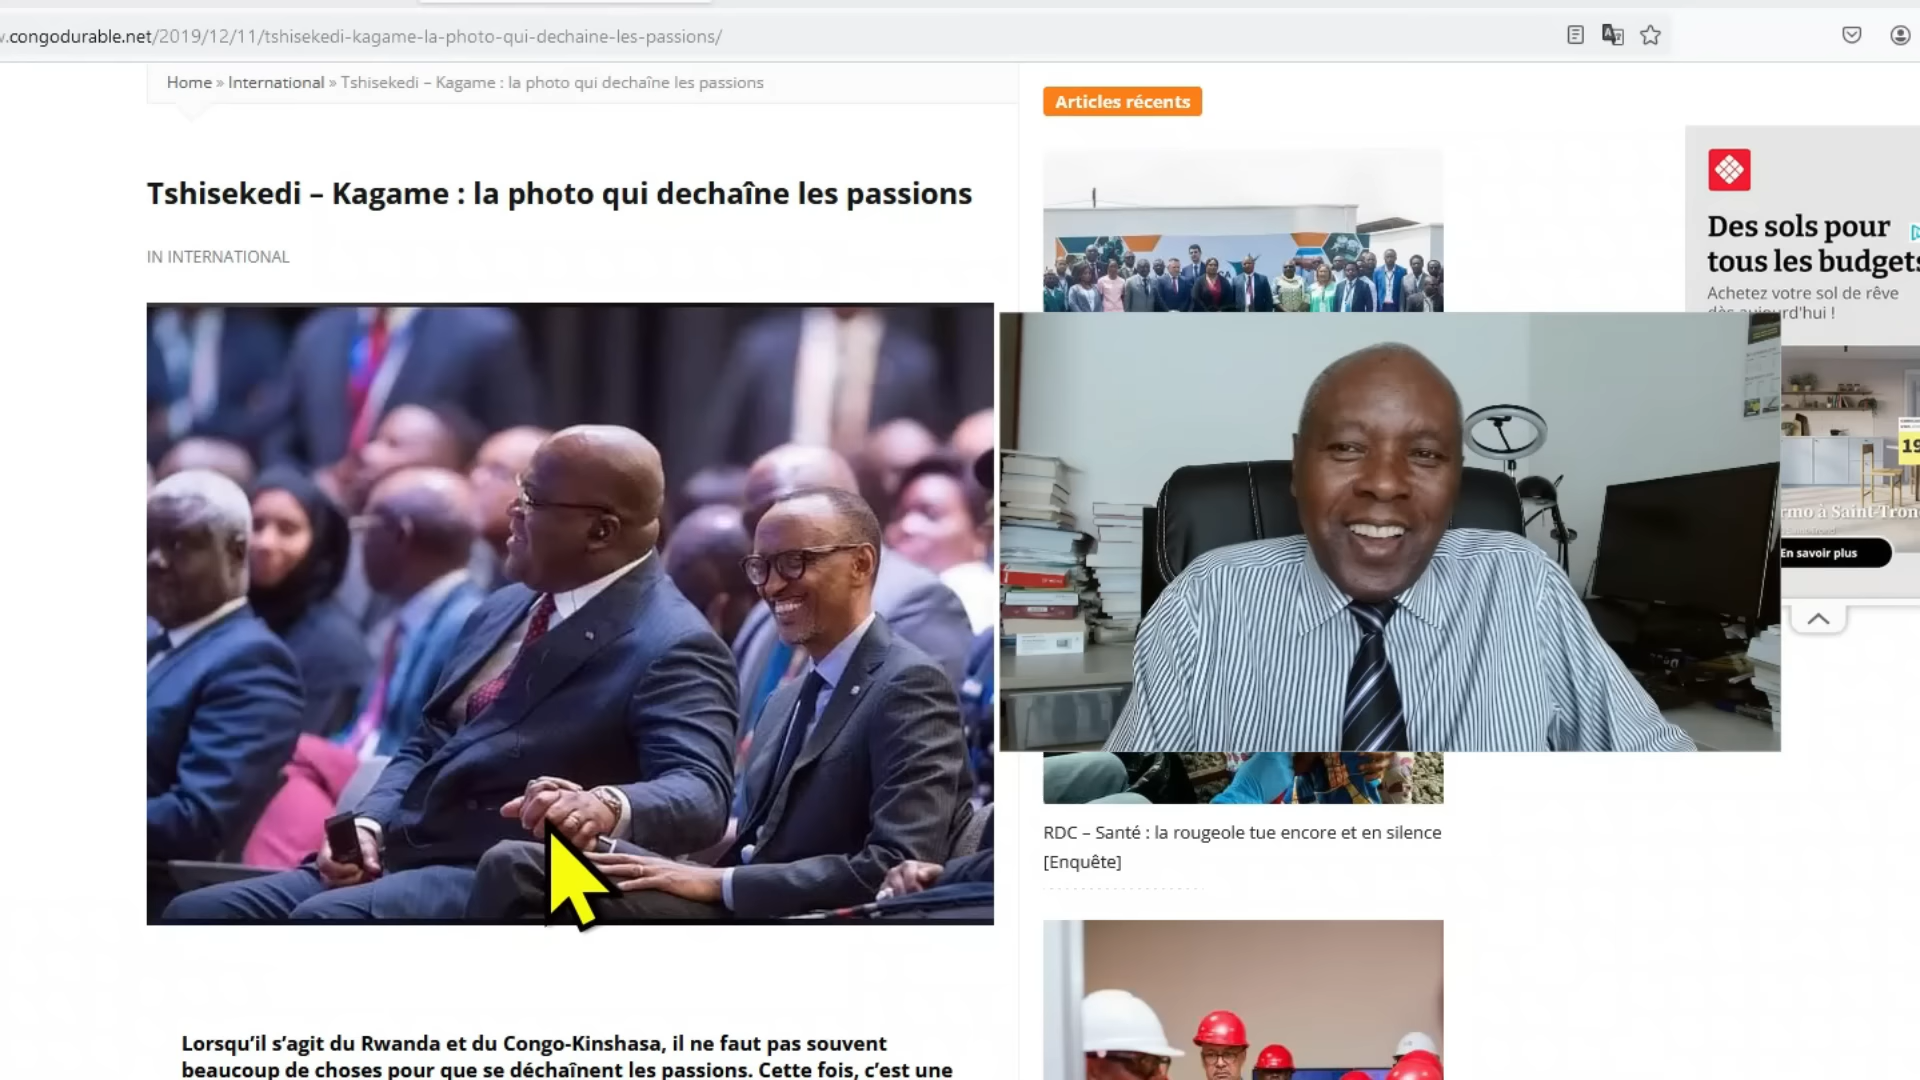 .congodurable.net/2019/12/11/tshisekedi-kagame-la-photo-qui-dechaine-les-passions/
Home » International » Tshisekedi – Kagame : la photo qui dechaîne les passions
Tshisekedi – Kagame : la photo qui dechaîne les passions
IN INTERNATIONAL
Lorsqu’il s’agit du Rwanda et du Congo-Kinshasa, il ne faut pas souvent
beaucoup de choses pour que se déchaînent les passions. Cette fois, c’est une
Articles récents
RDC – Santé : la rougeole tue encore et en silence
[Enquête]
Des sols pour
tous les budgets
Achetez votre sol de rêve
dès aujourd'hui !
19
rmo à Saint-Tron
En savoir plus